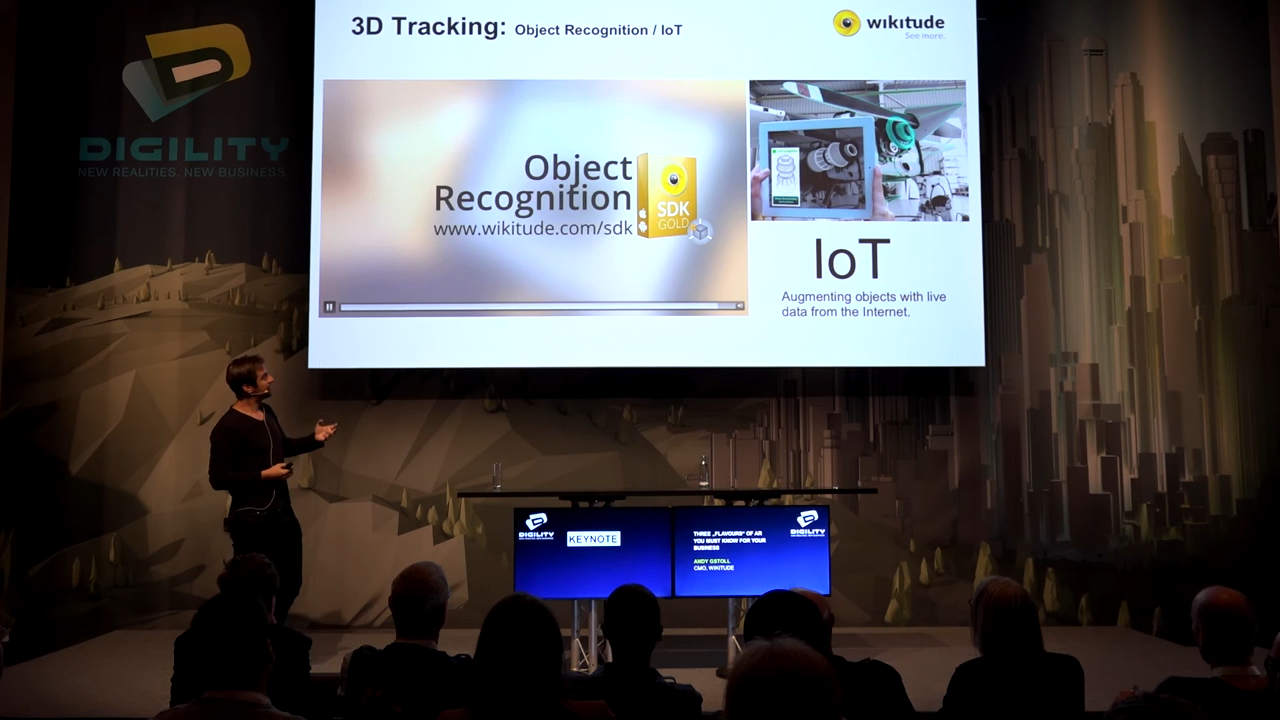 3D Tracking: Object Recognition / IoT
wikitude
See more.
DIGILITY
NEW REALITIES. NEW BUSINESS.
Object
Recognition
www.wikitude.com/sdk
SDK
GOLD
IoT
Augmenting objects with live
data from the Internet.
DIGILITY
KEYNOTE
DIGILITY
THREE „FLAVOURS" OF AR
YOU MUST KNOW FOR YOUR
BUSINESS
ANDY GSTOLL
CMO, WIKITUDE